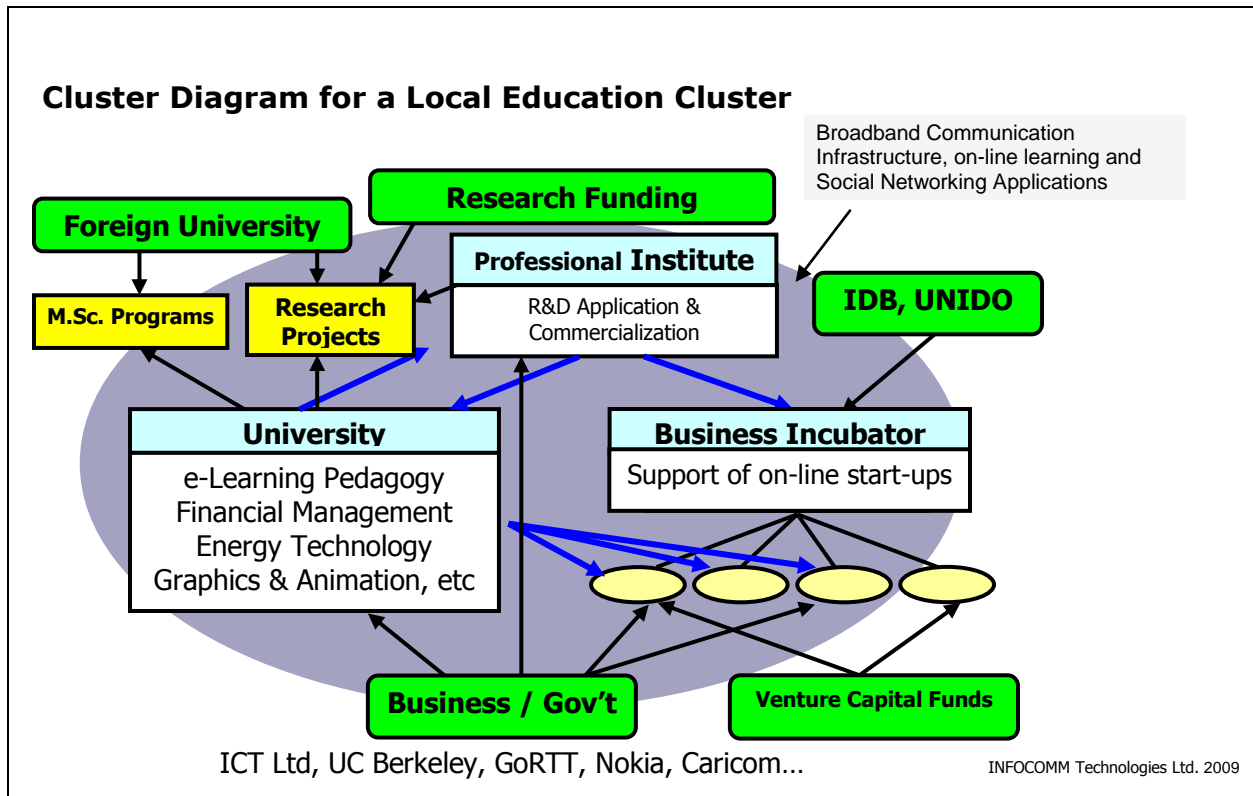 Cluster Diagram for a Local Education Cluster
Broadband Communication
Infrastructure, on-line learning and
Social Networking Applications
Research Funding
Foreign University
Professional Institute
R&D Application &
Commercialization
IDB, UNIDO
M.Sc. Programs
Research
Projects
University
e-Learning Pedagogy
Financial Management
Energy Technology
Graphics & Animation, etc
Business Incubator
Support of on-line start-ups
Business / Gov't
Venture Capital Funds
ICT Ltd, UC Berkeley, GoRTT, Nokia, Caricom…
INFOCOMM Technologies Ltd. 2009